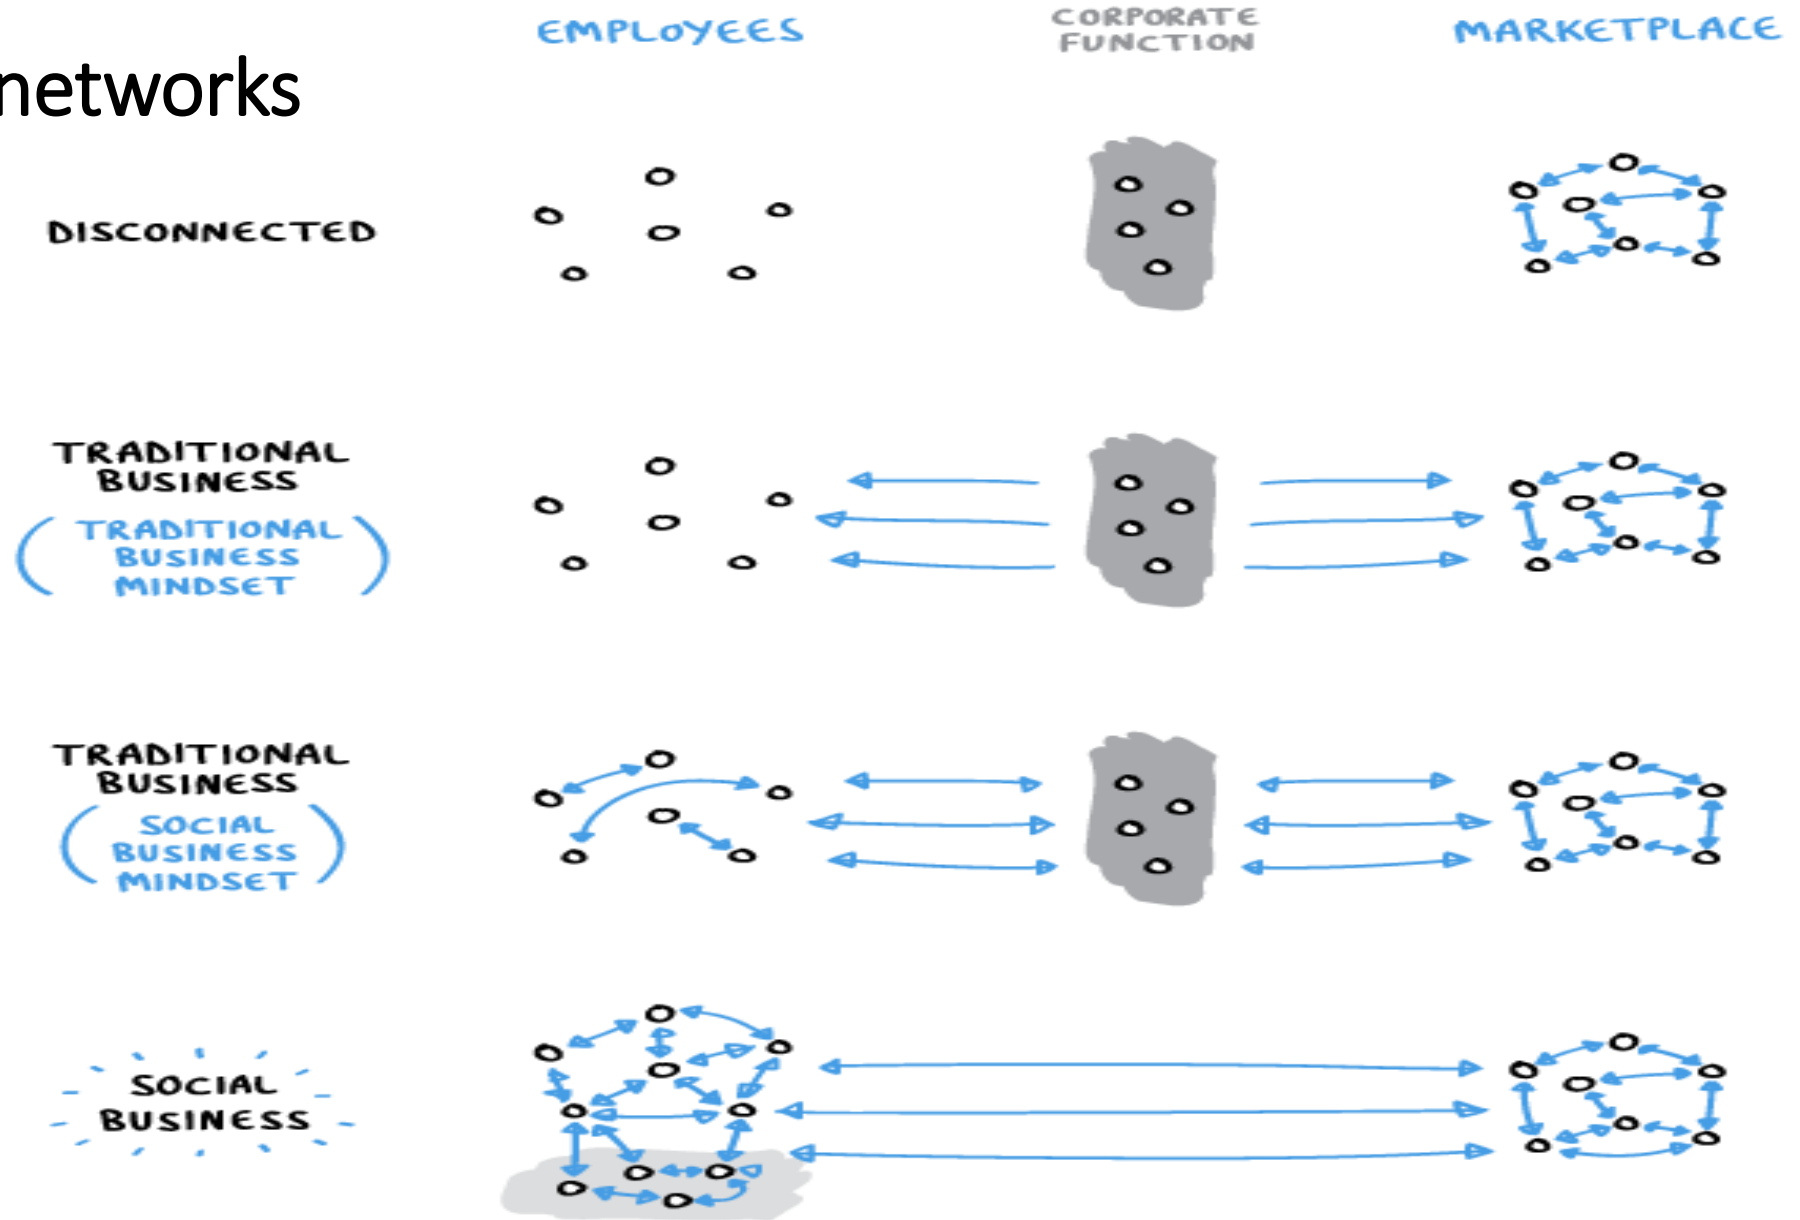 EMPLOYEES
CORPORATE
FUNCTION
MARKETPLACE
networks
DISCONNECTED
TRADITIONAL
BUSINESS
( TRADITIONAL
BUSINESS
MINDSET )
TRADITIONAL
BUSINESS
( SOCIAL
BUSINESS
MINDSET )
SOCIAL
BUSINESS